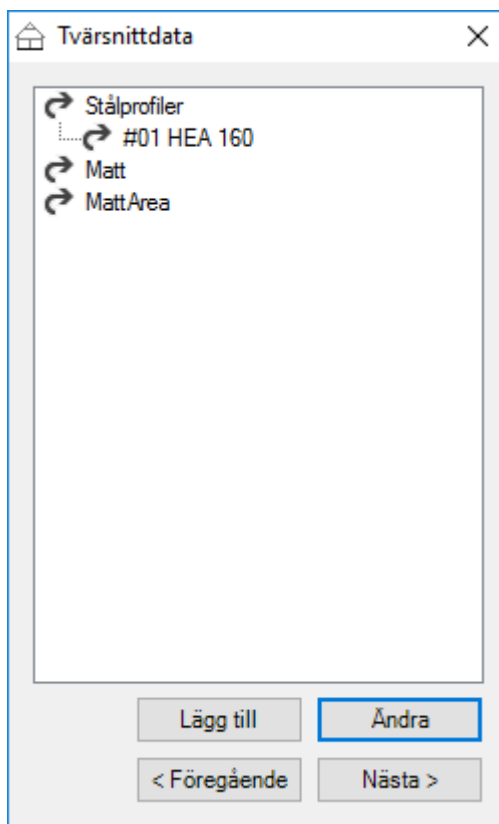 Tvärsnittdata
Stålprofiler
#01 HEA 160
Matt
MattArea
Lägg till
Ändra
< Föregående
Nästa >